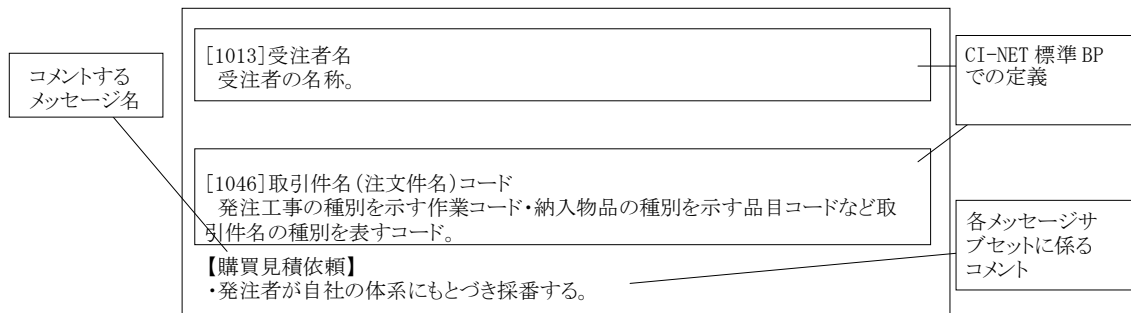 [1013]受注者名
受注者の名称。
コメントする
メッセージ名
CI-NET 標準 BP
での定義
[1046]取引件名(注文件名)コード
発注工事の種別を示す作業コード・納入物品の種別を示す品目コードなど取
引件名の種別を表すコード。
【購買見積依頼】
・発注者が自社の体系にもとづき採番する。
各メッセージサ
ブセットに係る
コメント